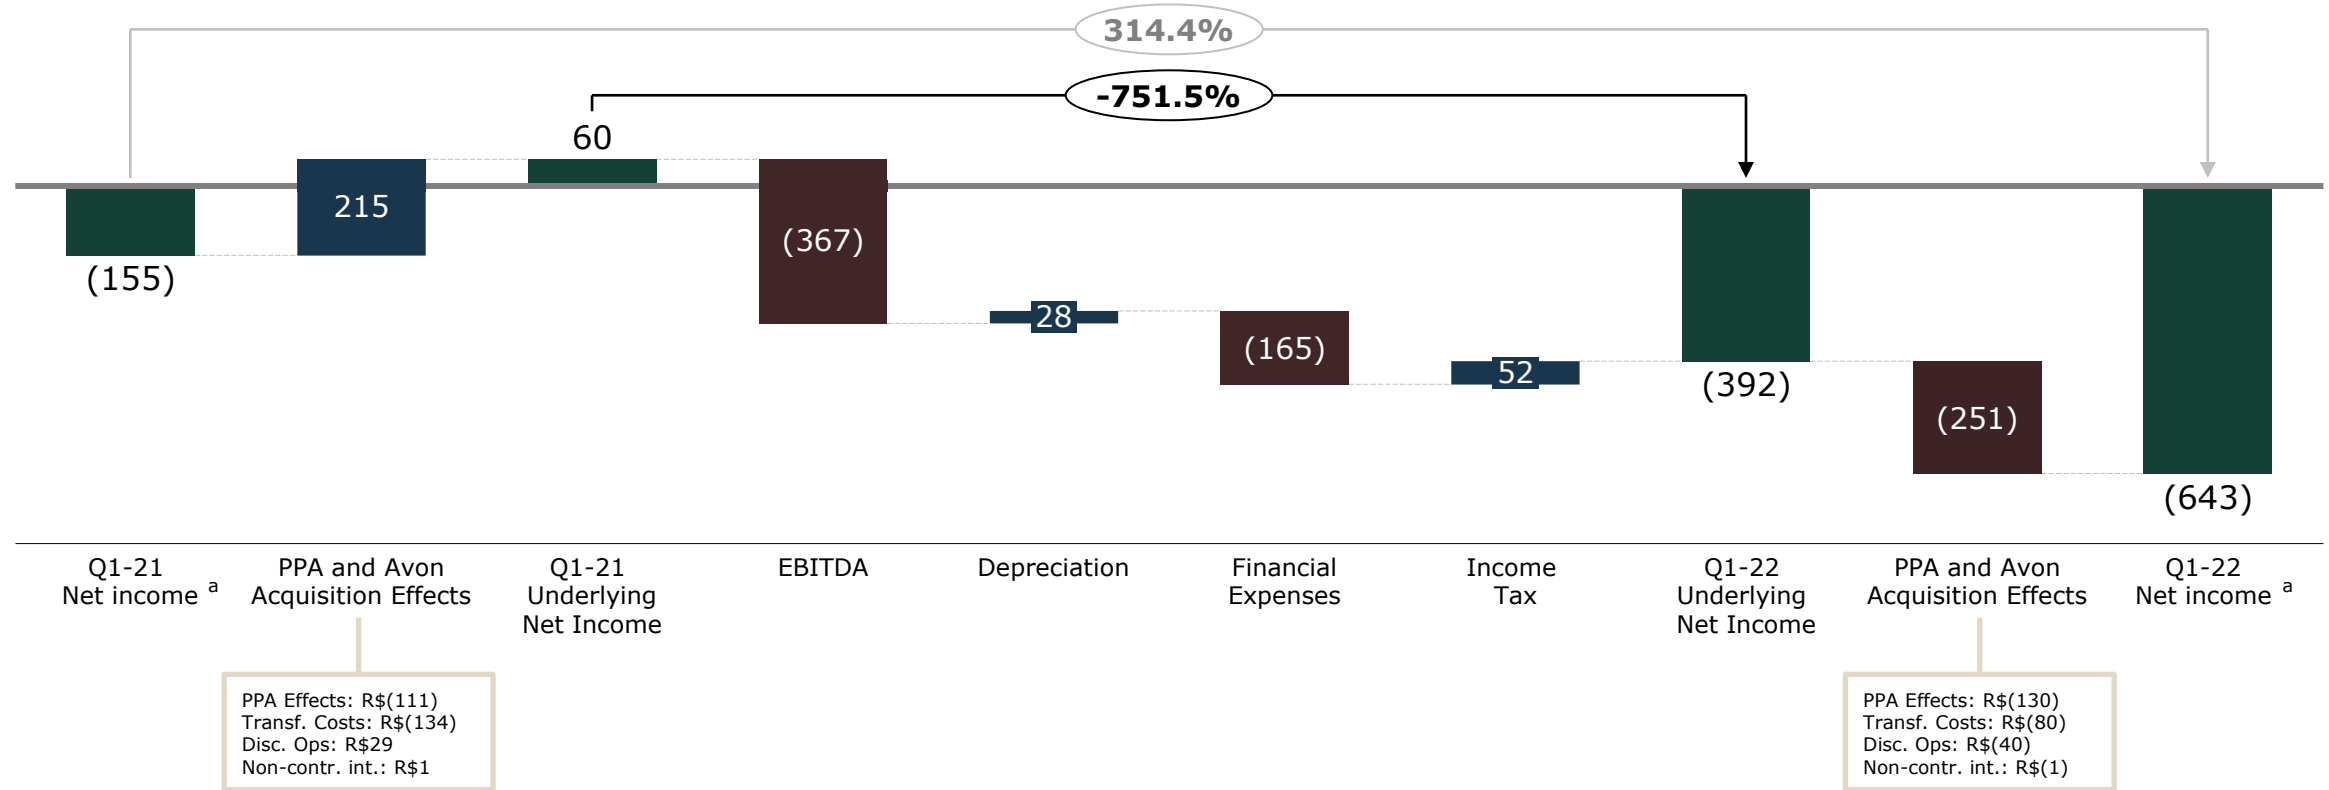 314.4%
-751.5%
60
215
(367)
(155)
28
(165)
52
(392)
(251)
(643)
Q1-21
Net income a
PPA and Avon
Acquisition Effects
Q1-21
Underlying
Net Income
EBITDA
Depreciation
Financial
Expenses
Income
Tax
Q1-22
Underlying
Net Income
PPA and Avon
Acquisition Effects
Q1-22
Net income a
PPA Effects: R$(111)
Transf. Costs: R$(134)
Disc. Ops: R$29
Non-contr. int.: R$1
PPA Effects: R$(130)
Transf. Costs: R$(80)
Disc. Ops: R$(40)
Non-contr. int.: R$(1)